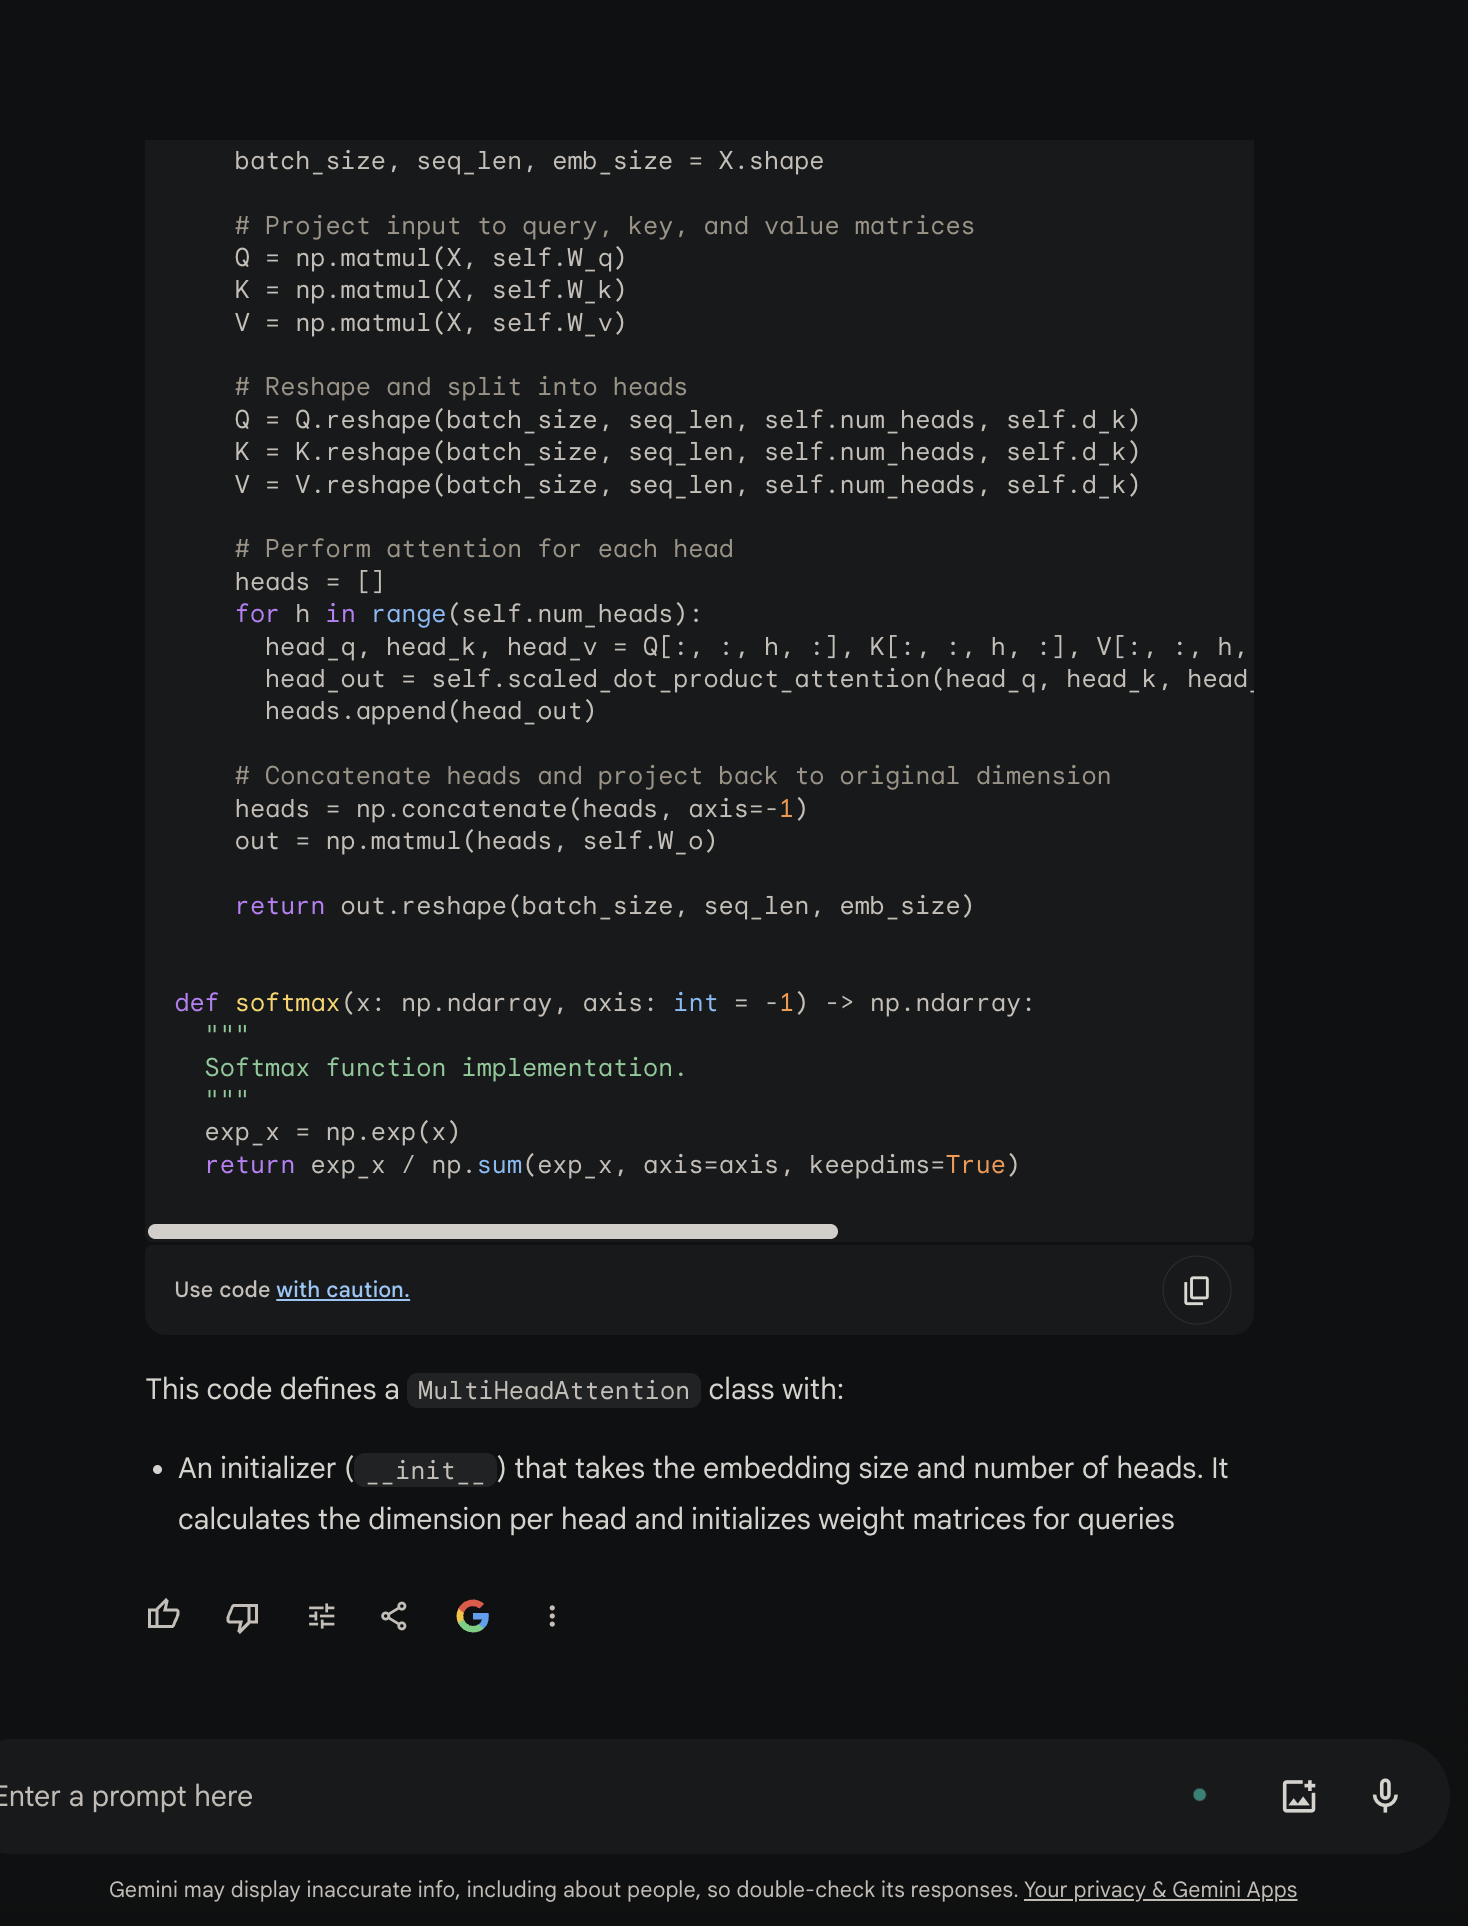 batch_size, seq_len, emb_size = X.shape
# Project input to query, key, and value matrices
Q = np.matmul(X, self.W_q)
K = np.matmul(X, self.W_k)
V = np.matmul(X, self.W_v)
# Reshape and split into heads
Q = Q.reshape(batch_size, seq_len, self.num_heads, self.d_k)
K = K.reshape(batch_size, seq_len, self.num_heads, self.d_k)
V = V.reshape(batch_size, seq_len, self.num_heads, self.d_k)
# Perform attention for each head
heads = []
for h in range(self.num_heads):
head_q, head_k, head_v = Q[:, :, h, :], K[:, :, h, :], V[:, :, h,
head_out = self.scaled_dot_product_attention(head_q, head_k, head_
heads.append(head_out)
# Concatenate heads and project back to original dimension
heads = np.concatenate(heads, axis=-1)
out = np.matmul(heads, self.W_o)
return out.reshape(batch_size, seq_len, emb_size)
def softmax(x: np.ndarray, axis: int = -1) -> np.ndarray:
"""
Softmax function implementation.
"""
exp_x = np.exp(x)
return exp_x / np.sum(exp_x, axis=axis, keepdims=True)
Use code with caution.
This code defines a MultiHeadAttention class with:
• An initializer (__init__) that takes the embedding size and number of heads. It
calculates the dimension per head and initializes weight matrices for queries
Enter a prompt here
Gemini may display inaccurate info, including about people, so double-check its responses. Your privacy & Gemini Apps